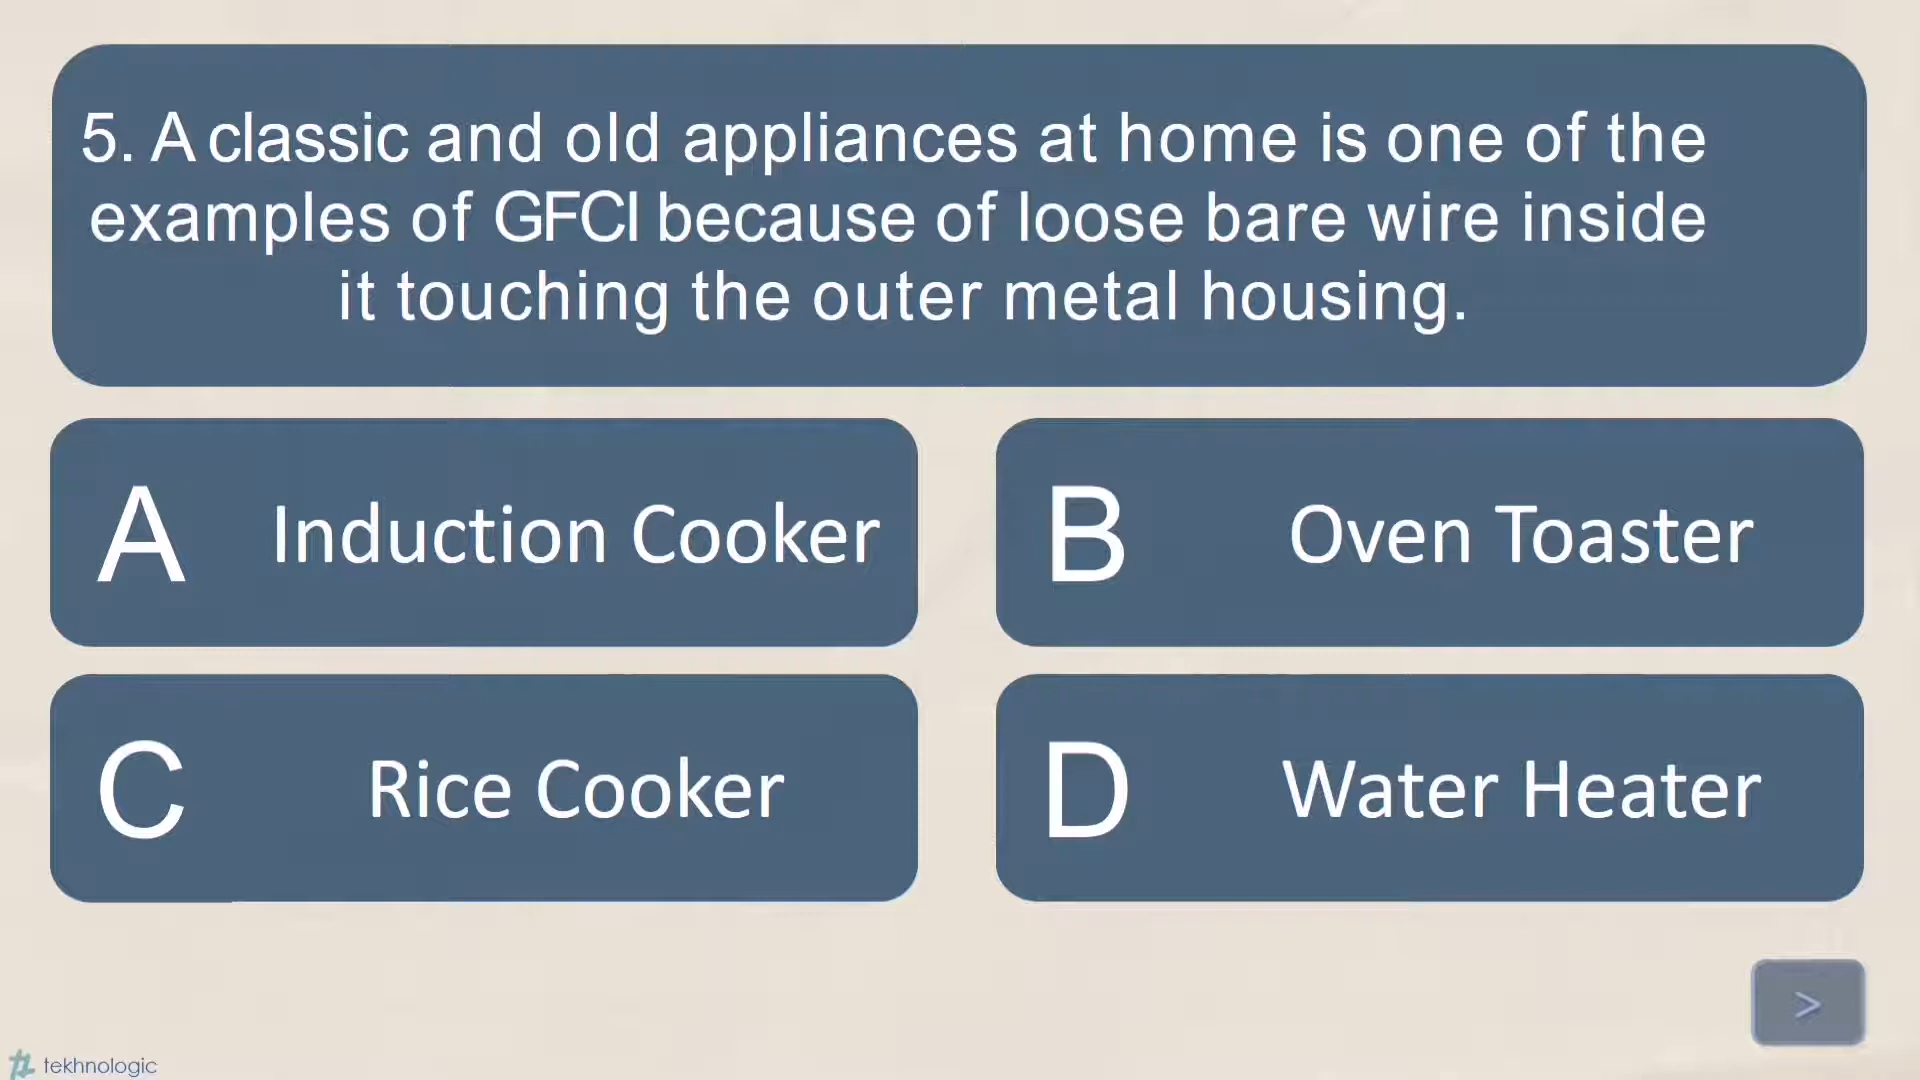 5. A classic and old appliances at home is one of the
examples of GFCI because of loose bare wire inside
it touching the outer metal housing.
A Induction Cooker
B Oven Toaster
C Rice Cooker
D Water Heater
>
tekhnologic